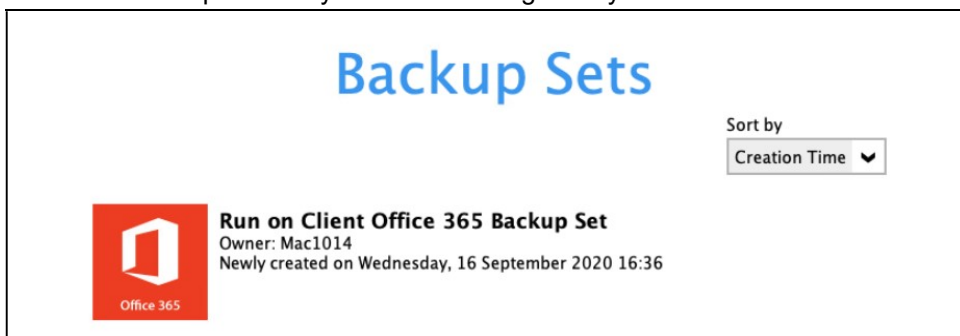 Backup Sets
Sort by
Creation Time
Run on Client Office 365 Backup Set
Owner: Mac1014
Newly created on Wednesday, 16 September 2020 16:36
Office 365